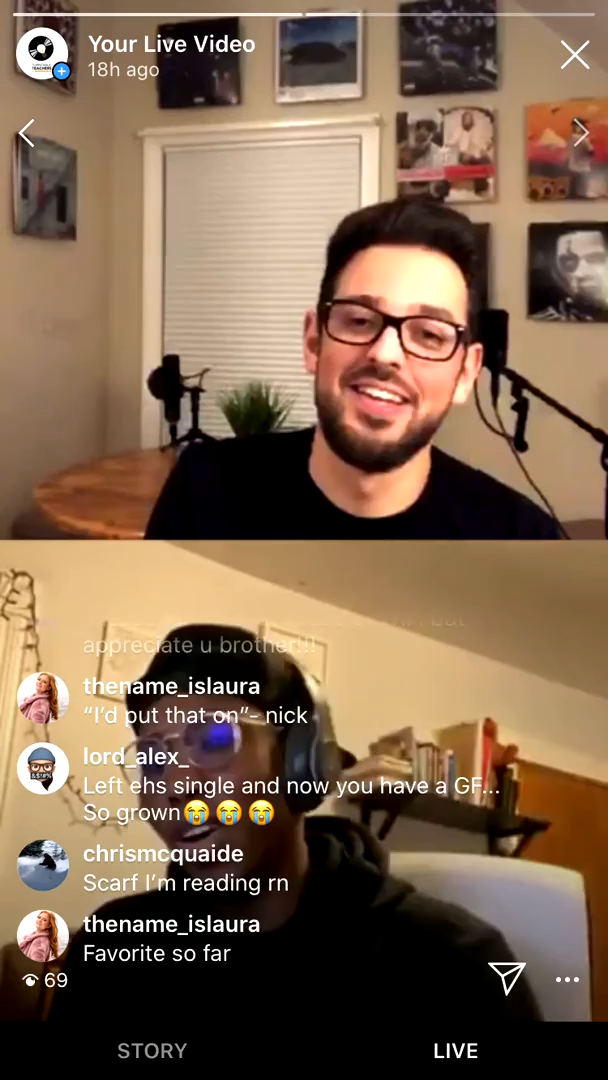 Your Live Video
18h ago
TEACHERS
appreciate u brother!!!
thename_islaura
“I’d put that on”- nick
lord_alex_
Left ehs single and now you have a GF...
So grown😭😭😭
chrismcquaide
Scarf I’m reading rn
thename_islaura
Favorite so far
69
STORY LIVE